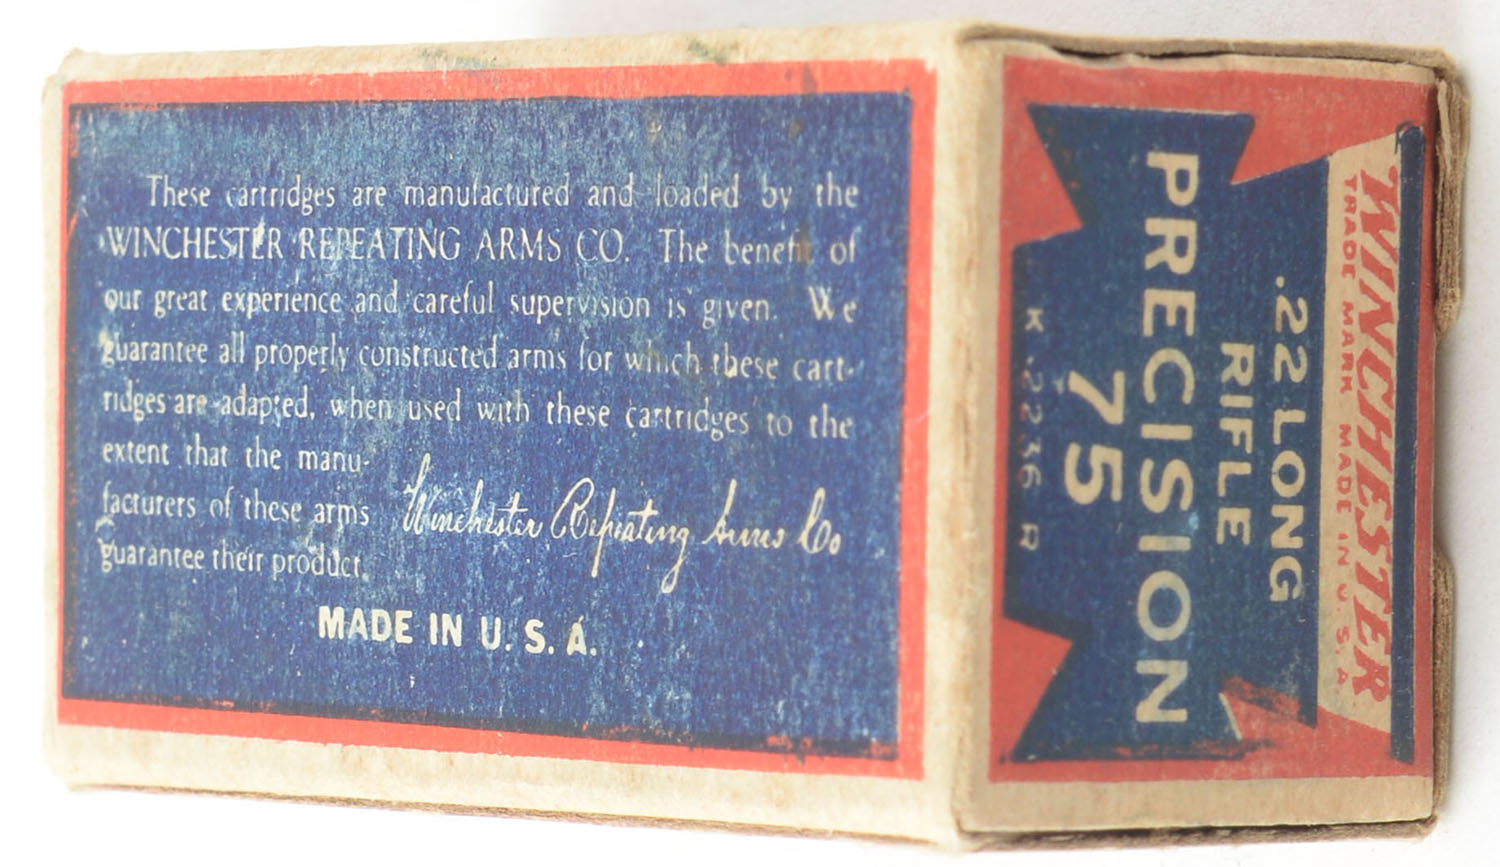 These cartridges are manufactured and loaded by the
WINCHESTER REPEATING ARMS CO. The benefit of
our great experience and careful supervision is given. We
guarantee all properly constructed arms for which these cart-
ridges are adapted, when used with these cartridges to the
extent that the manu-
facturers of these arms
guarantee their product.
Winchester Repeating Arms Co
MADE IN U. S. A.
WINCHESTER
TRADE MARK MADE IN U. S. A.
.22 LONG
RIFLE
PRECISION
75
K 2236 R